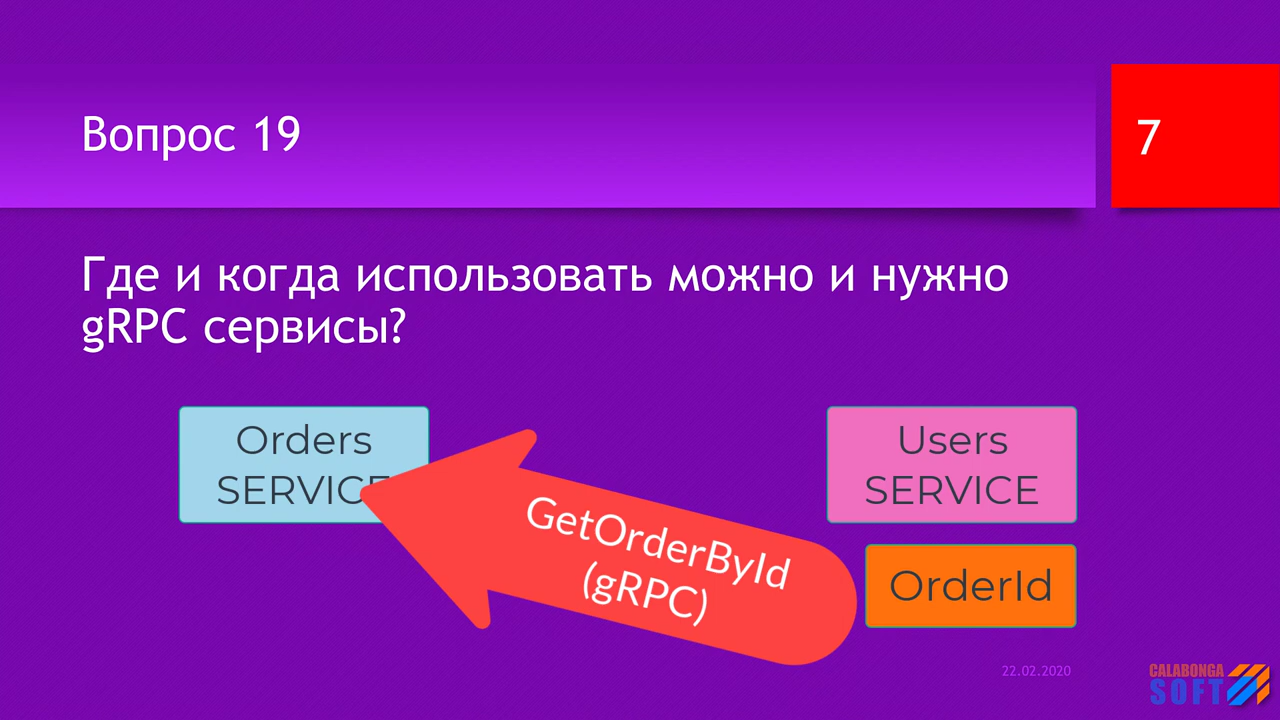 Вопрос 19
7
Где и когда использовать можно и нужно
gRPC сервисы?
Orders
SERVICE
Users
SERVICE
GetOrderById
(gRPC)
OrderId
22.02.2020
CALABONGA
SOFT